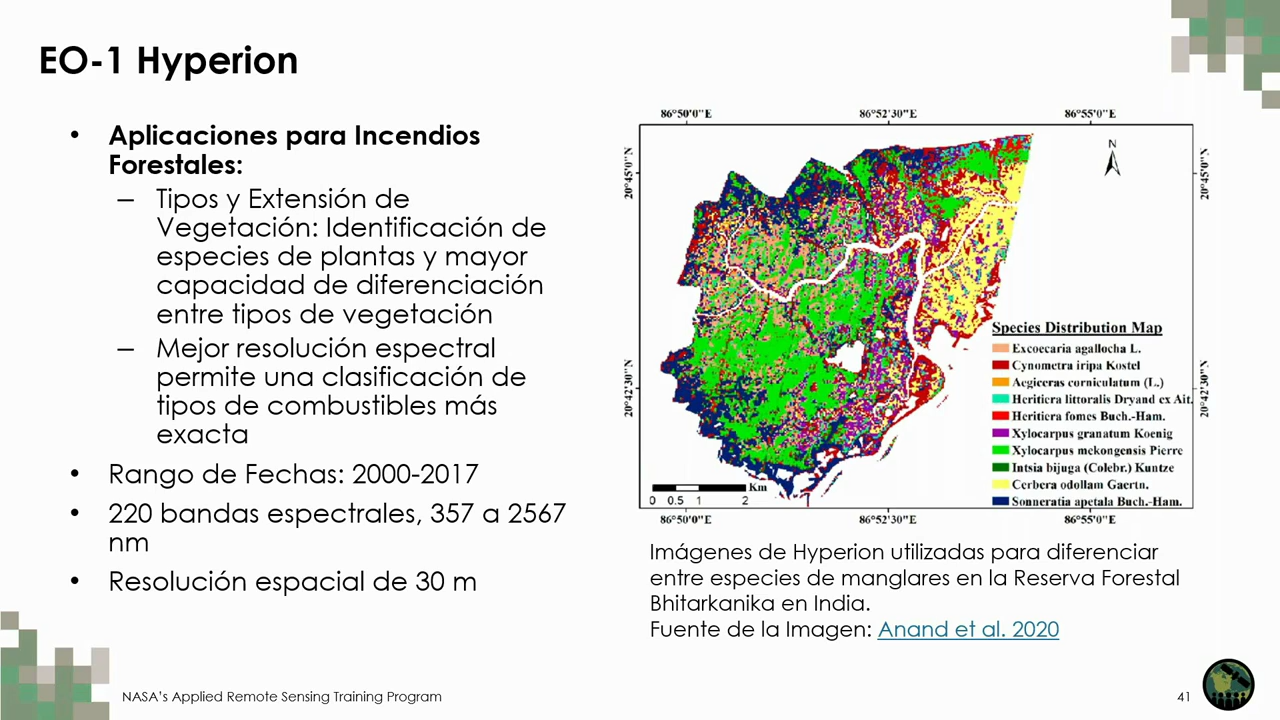 EO-1 Hyperion
• Aplicaciones para Incendios
Forestales:
– Tipos y Extensión de
Vegetación: Identificación de
especies de plantas y mayor
capacidad de diferenciación
entre tipos de vegetación
– Mejor resolución espectral
permite una clasificación de
tipos de combustibles más
exacta
• Rango de Fechas: 2000-2017
• 220 bandas espectrales, 357 a 2567
nm
• Resolución espacial de 30 m
86°50'0"E 86°52'30"E 86°55'0"E
20°45'0"N 20°45'0"N
N
20°42'30"N 20°42'30"N
Species Distribution Map
Excoecaria agallocha L.
Cynometra iripa Kostel
Aegiceras corniculatum (L.)
Heritiera littoralis Dryand ex Ait.
Heritiera fomes Buch.-Ham.
Xylocarpus granatum Koenig
Xylocarpus mekongensis Pierre
Intsia bijuga (Colebr.) Kuntze
Cerbera odollam Gaertn.
Sonneratia apetala Buch.-Ham.
Km
0 0.5 1 2
86°50'0"E 86°52'30"E 86°55'0"E
Imágenes de Hyperion utilizadas para diferenciar
entre especies de manglares en la Reserva Forestal
Bhitarkanika en India.
Fuente de la Imagen: Anand et al. 2020
NASA's Applied Remote Sensing Training Program
41